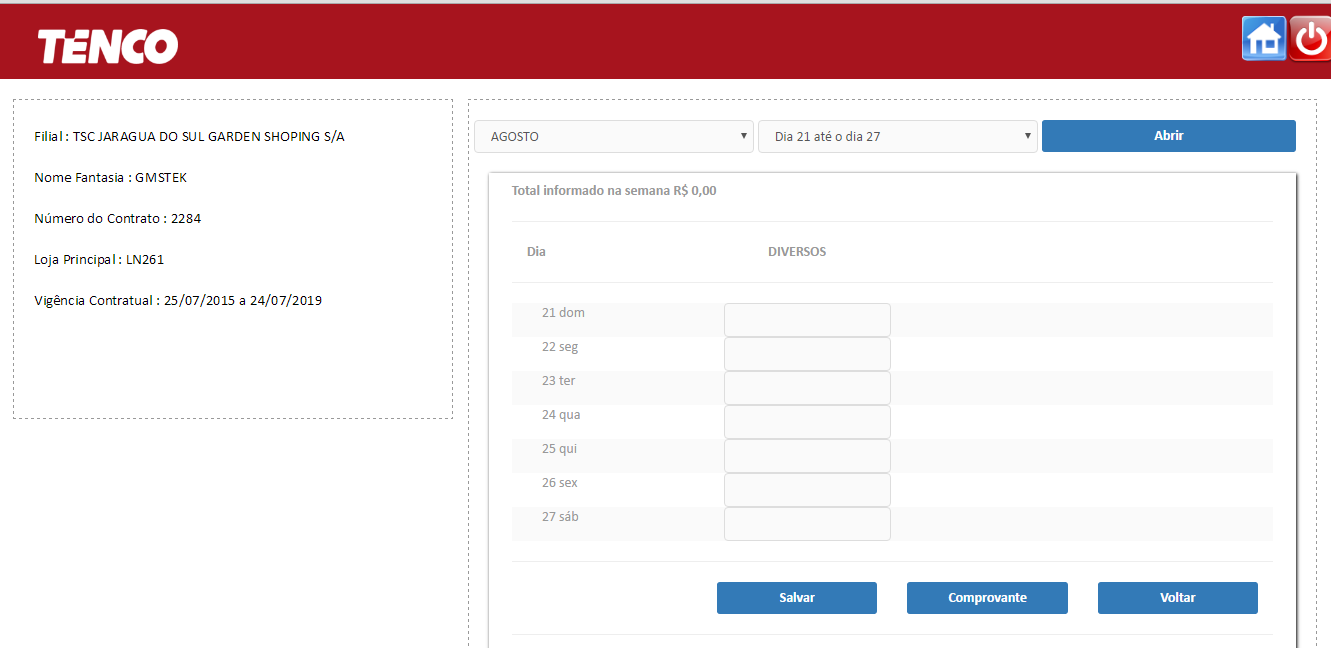 TENCO
Filial : TSC JARAGUA DO SUL GARDEN SHOPING S/A
Nome Fantasia : GMSTEK
Número do Contrato : 2284
Loja Principal : LN261
Vigência Contratual : 25/07/2015 a 24/07/2019
AGOSTO
Dia 21 até o dia 27
Abrir
Total informado na semana R$ 0,00
Dia DIVERSOS
21 dom
22 seg
23 ter
24 qua
25 qui
26 sex
27 sáb
Salvar Comprovante Voltar